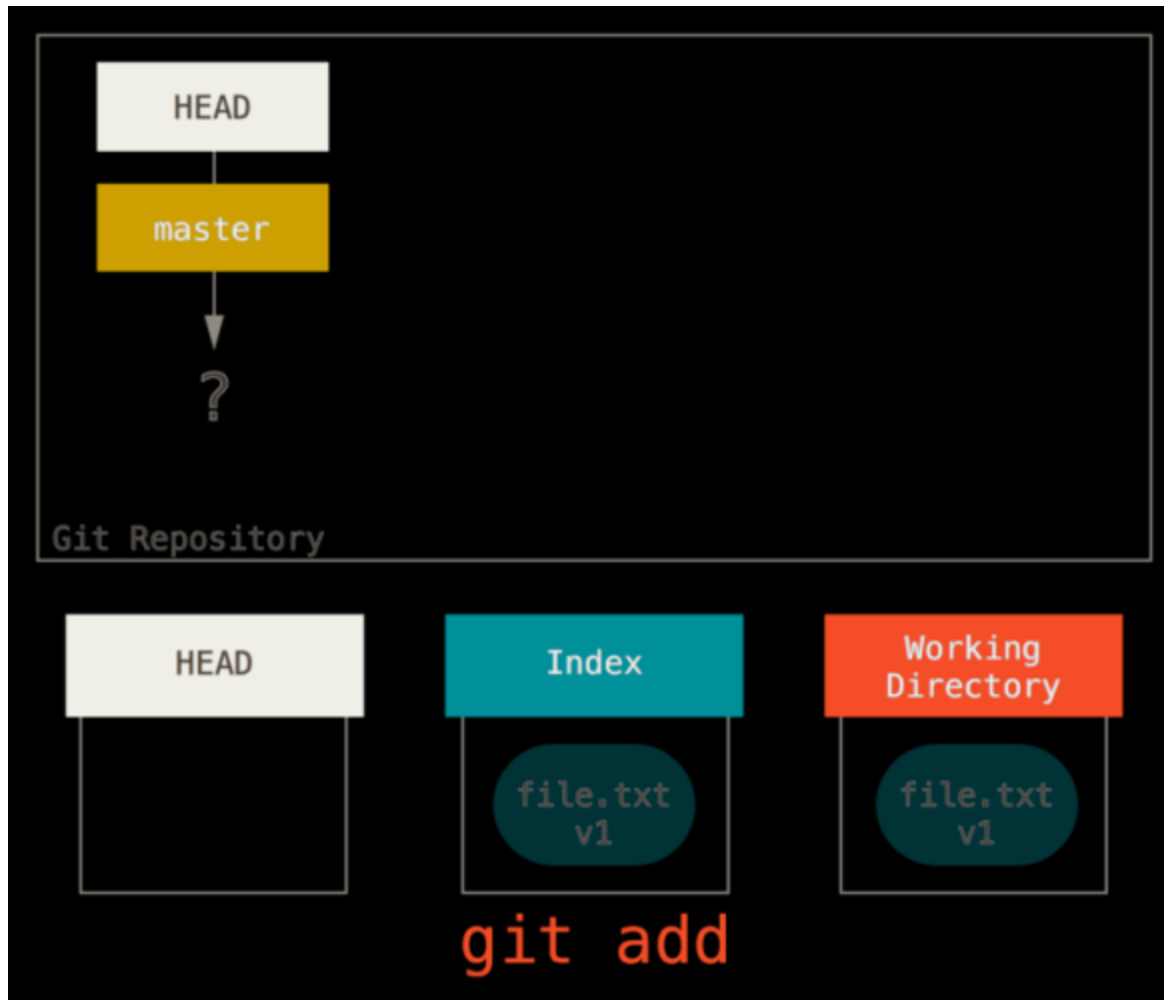 HEAD
master
?
Git Repository
HEAD
Index
Working
Directory
file.txt
v1
file.txt
v1
git add